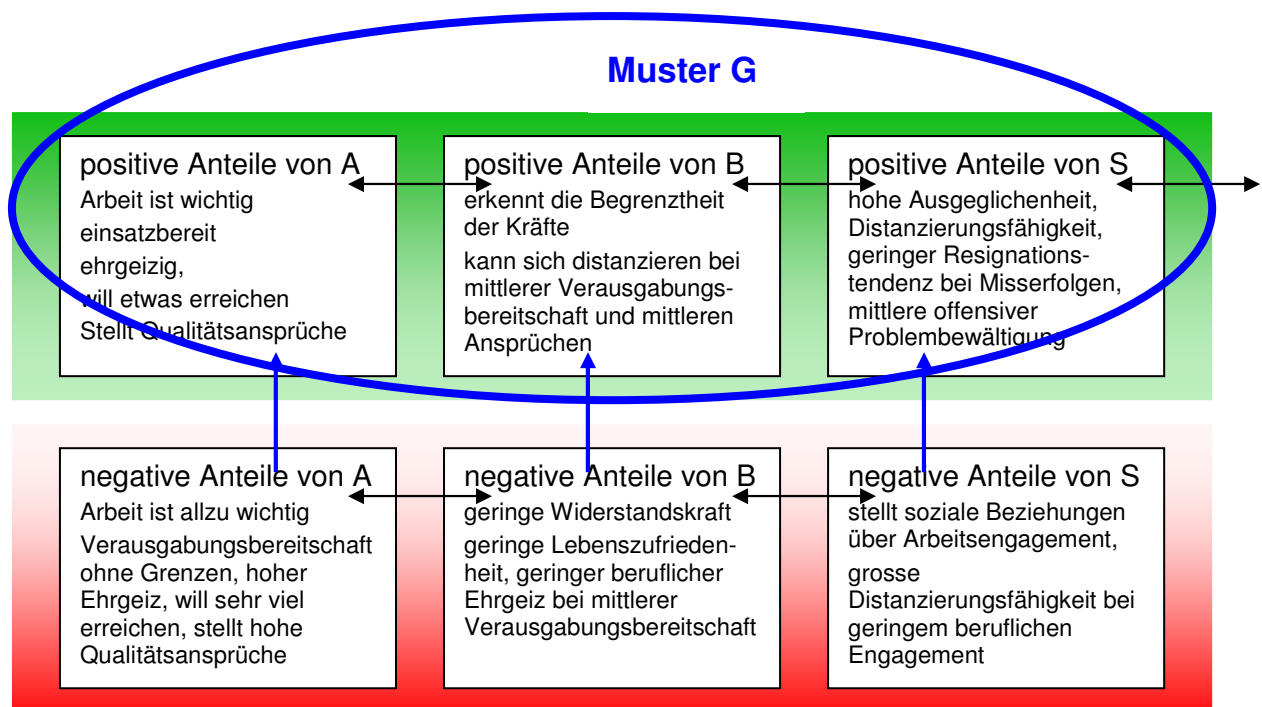 Muster G
positive Anteile von A
Arbeit ist wichtig
einsatzbereit
ehrgeizig,
will etwas erreichen
Stellt Qualitätsansprüche
positive Anteile von B
erkennt die Begrenztheit
der Kräfte
kann sich distanzieren bei
mittlerer Verausgabungs-
bereitschaft und mittleren
Ansprüchen
positive Anteile von S
hohe Ausgeglichenheit,
Distanzierungsfähigkeit,
geringer Resignations-
tendenz bei Misserfolgen,
mittlere offensiver
Problembewältigung
negative Anteile von A
Arbeit ist allzu wichtig
Verausgabungsbereitschaft
ohne Grenzen, hoher
Ehrgeiz, will sehr viel
erreichen, stellt hohe
Qualitätsansprüche
negative Anteile von B
geringe Widerstandskraft
geringe Lebenszufrieden-
heit, geringer beruflicher
Ehrgeiz bei mittlerer
Verausgabungsbereitschaft
negative Anteile von S
stellt soziale Beziehungen
über Arbeitsengagement,
grosse
Distanzierungsfähigkeit bei
geringem beruflichen
Engagement